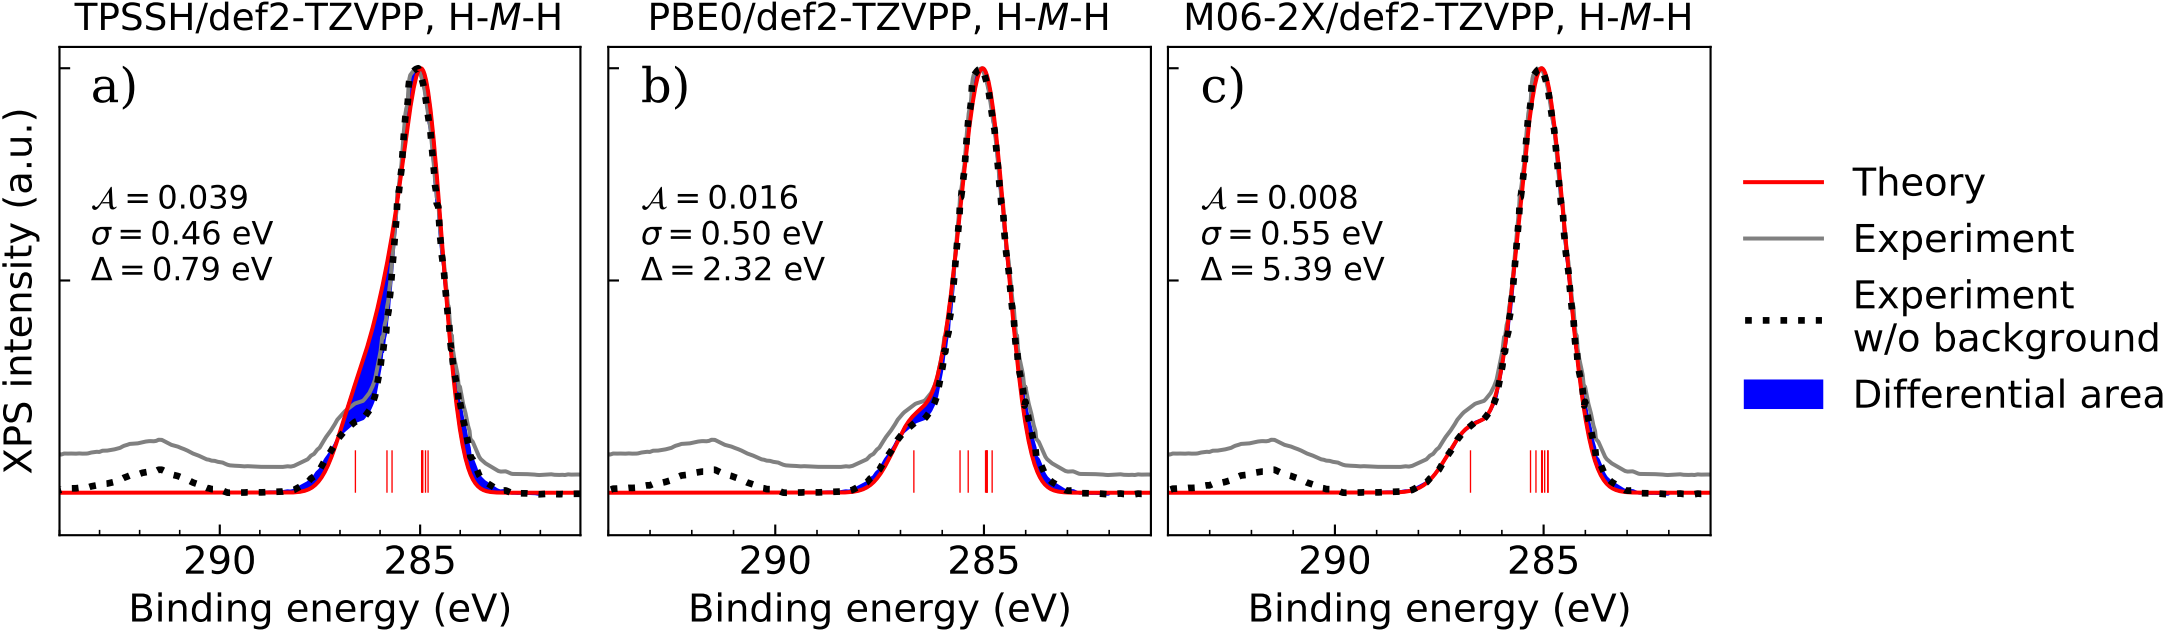 TPSSH/def2-TZVPP, H-M-H
a)
𝒜 = 0.039
σ = 0.46 eV
Δ = 0.79 eV
290 285
Binding energy (eV)
XPS intensity (a.u.)
PBE0/def2-TZVPP, H-M-H
b)
𝒜 = 0.016
σ = 0.50 eV
Δ = 2.32 eV
290 285
Binding energy (eV)
M06-2X/def2-TZVPP, H-M-H
c)
𝒜 = 0.008
σ = 0.55 eV
Δ = 5.39 eV
290 285
Binding energy (eV)
Theory
Experiment
Experiment
w/o background
Differential area